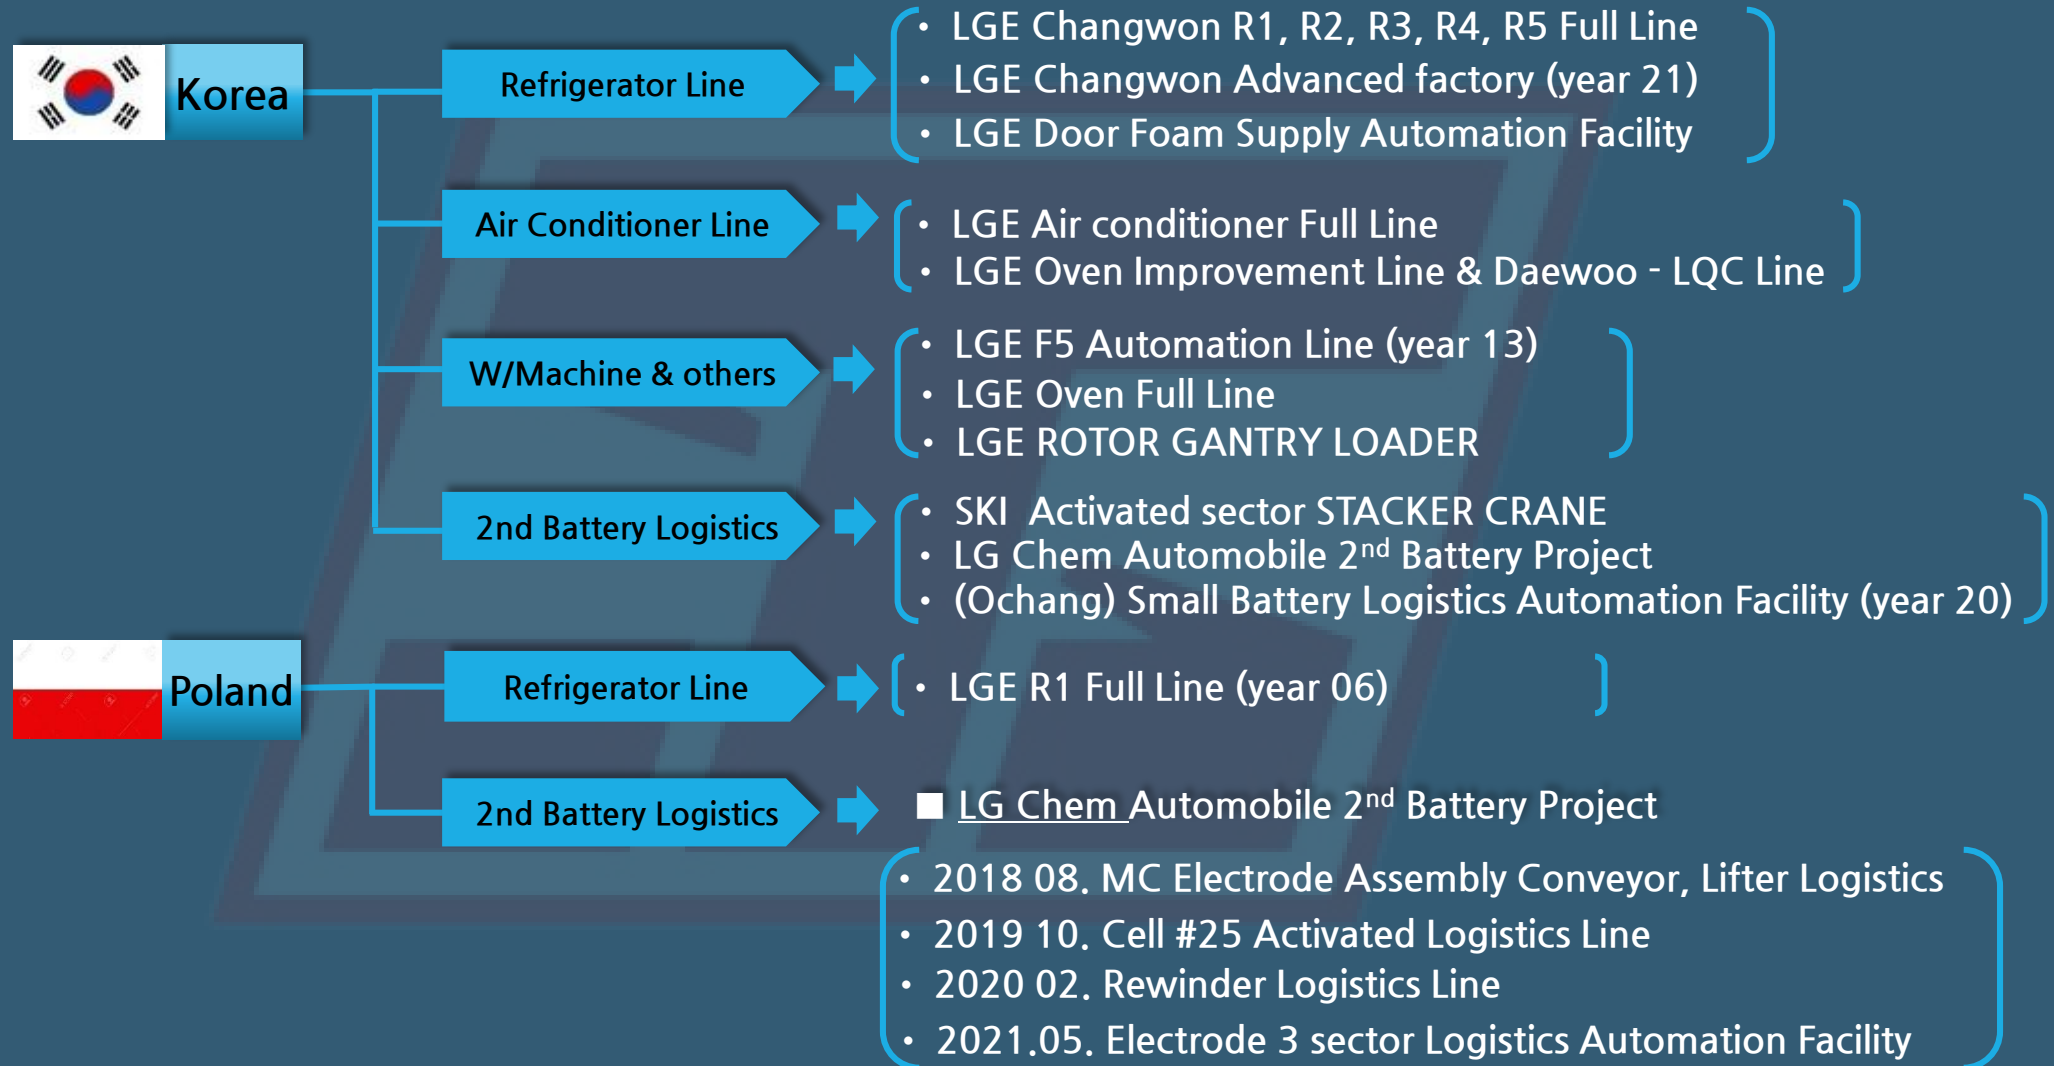 Korea
Refrigerator Line
• LGE Changwon R1, R2, R3, R4, R5 Full Line
• LGE Changwon Advanced factory (year 21)
• LGE Door Foam Supply Automation Facility
Air Conditioner Line
• LGE Air conditioner Full Line
• LGE Oven Improvement Line & Daewoo - LQC Line
W/Machine & others
• LGE F5 Automation Line (year 13)
• LGE Oven Full Line
• LGE ROTOR GANTRY LOADER
2nd Battery Logistics
• SKI Activated sector STACKER CRANE
• LG Chem Automobile 2nd Battery Project
• (Ochang) Small Battery Logistics Automation Facility (year 20)
Poland
Refrigerator Line
• LGE R1 Full Line (year 06)
2nd Battery Logistics
■ LG Chem Automobile 2nd Battery Project
• 2018 08. MC Electrode Assembly Conveyor, Lifter Logistics
• 2019 10. Cell #25 Activated Logistics Line
• 2020 02. Rewinder Logistics Line
• 2021.05. Electrode 3 sector Logistics Automation Facility